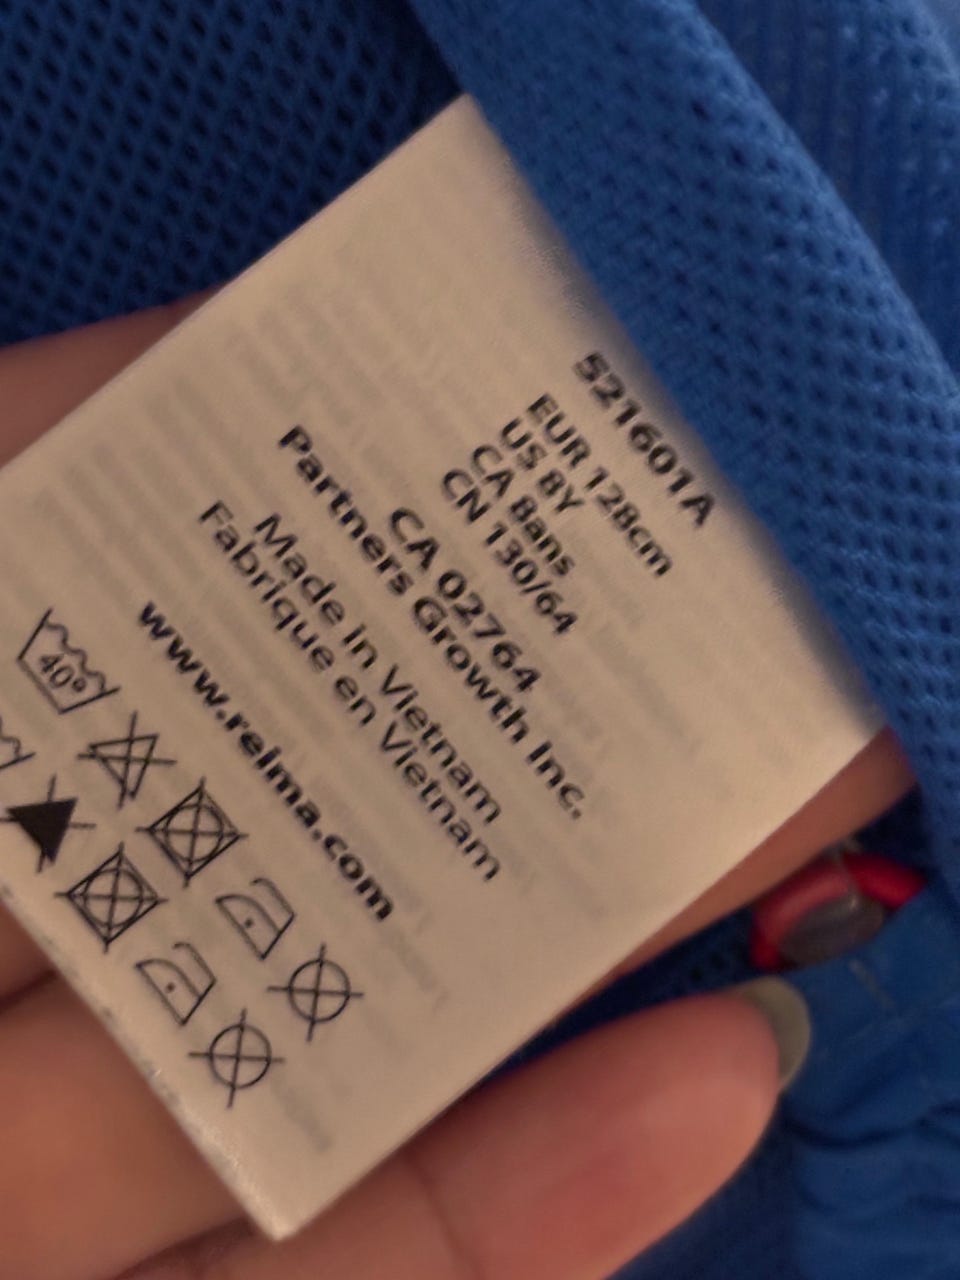 521601A
EUR 128cm
US 8Y
CA 8ans
CN 130/64
CA 02764
Partners Growth Inc.
Made in Vietnam
Fabriqué en Vietnam
www.reima.com
40°